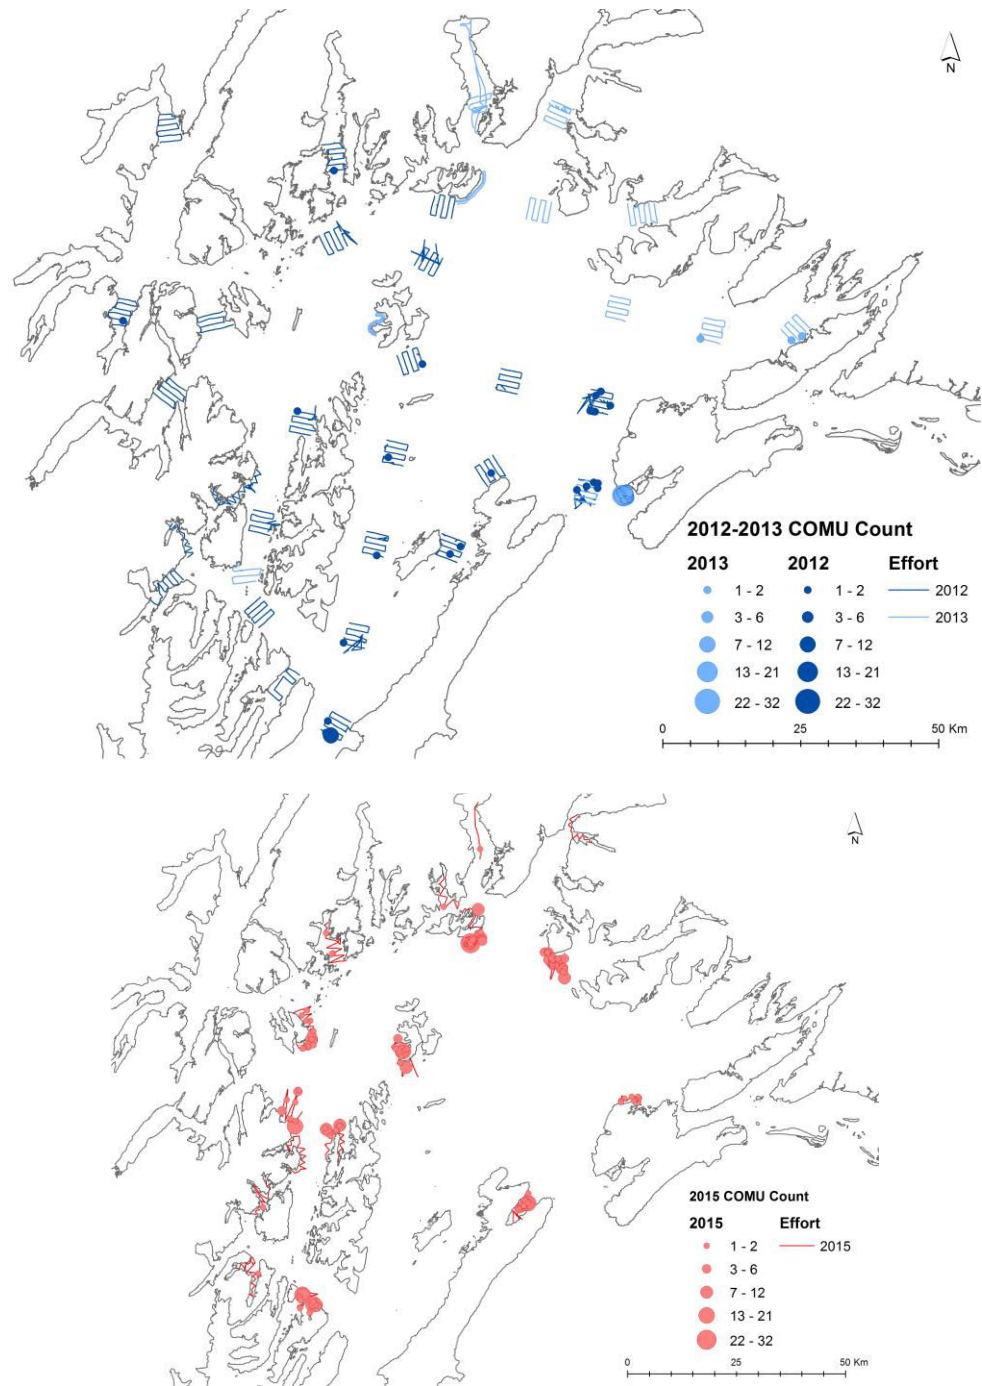 N
2012-2013 COMU Count
2013 2012 Effort
1 - 2 1 - 2 2012
3 - 6 3 - 6 2013
7 - 12 7 - 12
13 - 21 13 - 21
22 - 32 22 - 32
0 25 50 Km
N
2015 COMU Count
2015 Effort
1 - 2 2015
3 - 6
7 - 12
13 - 21
22 - 32
0 25 50 Km